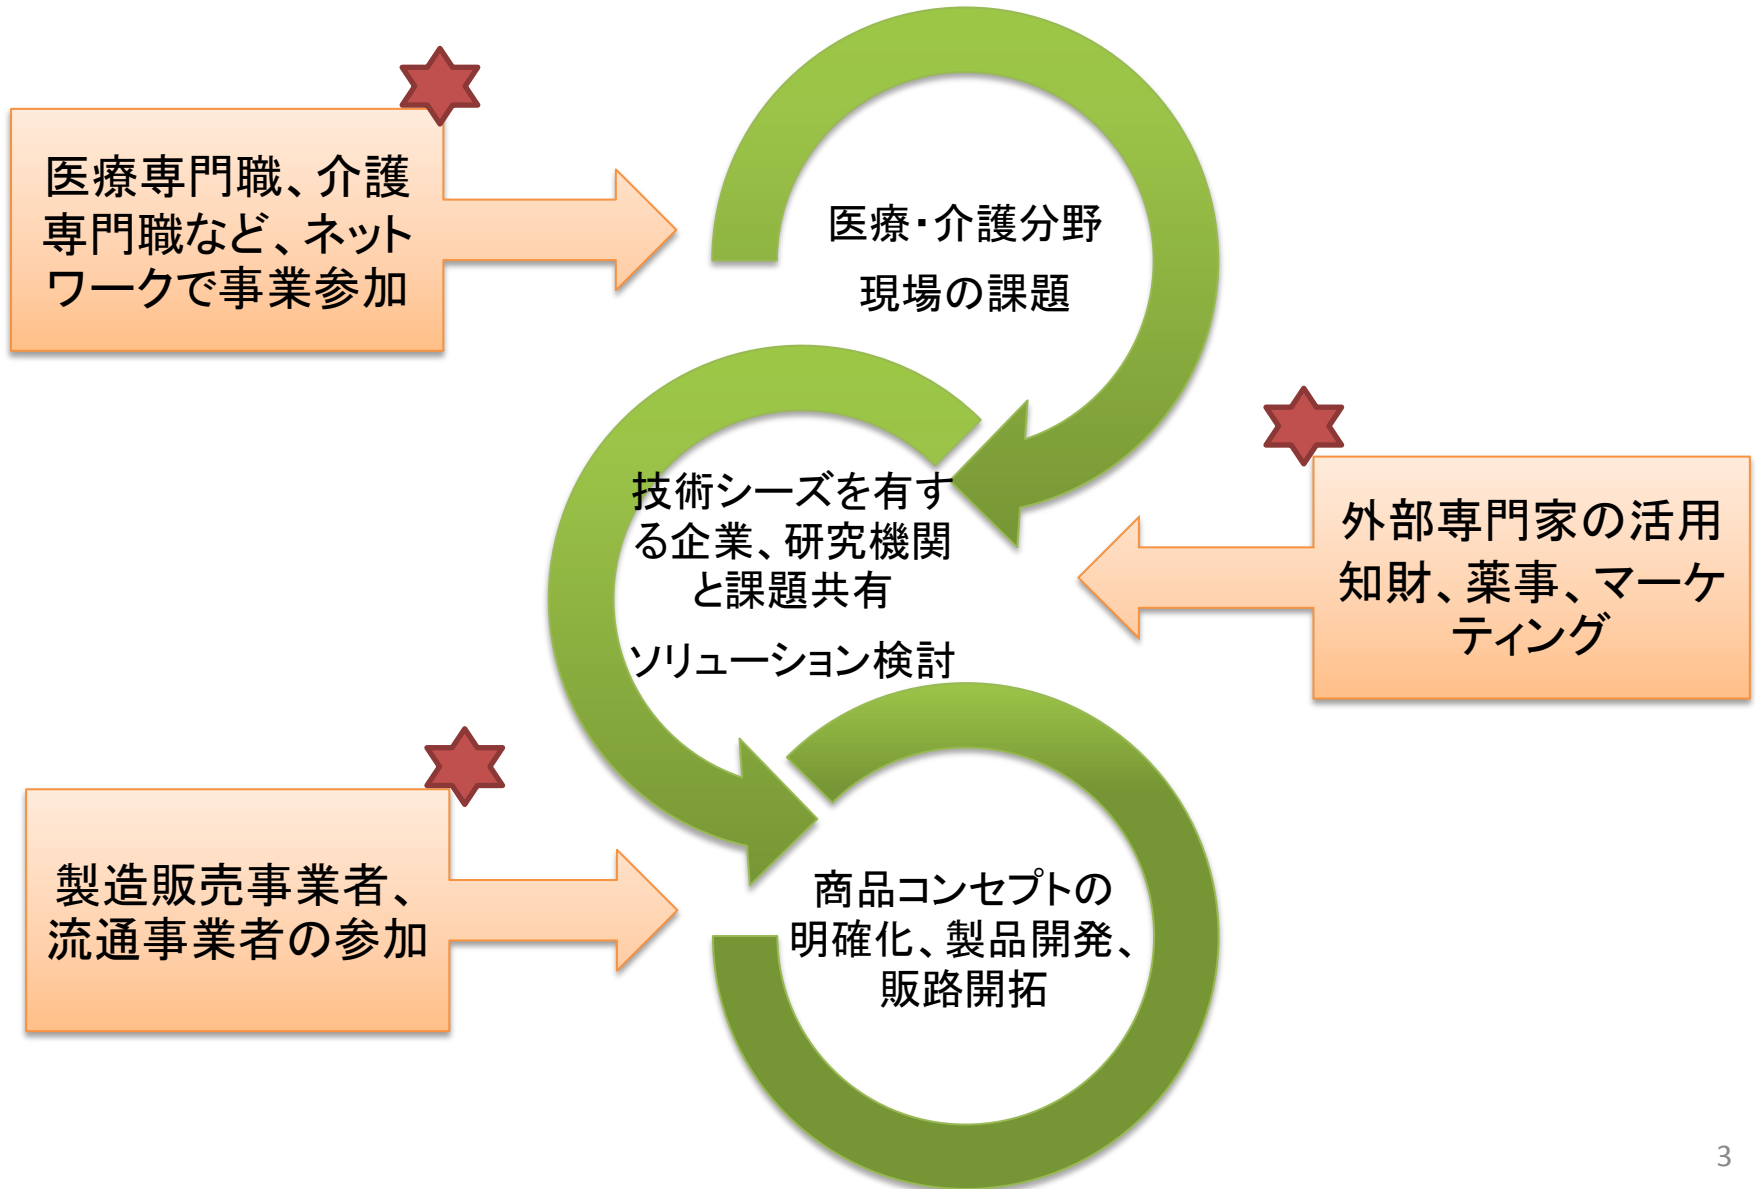 医療専門職、介護
専門職など、ネット
ワークで事業参加
医療・介護分野
現場の課題
技術シーズを有す
る企業、研究機関
と課題共有
ソリューション検討
外部専門家の活用
知財、薬事、マーケ
ティング
製造販売事業者、
流通事業者の参加
商品コンセプトの
明確化、製品開発、
販路開拓
3